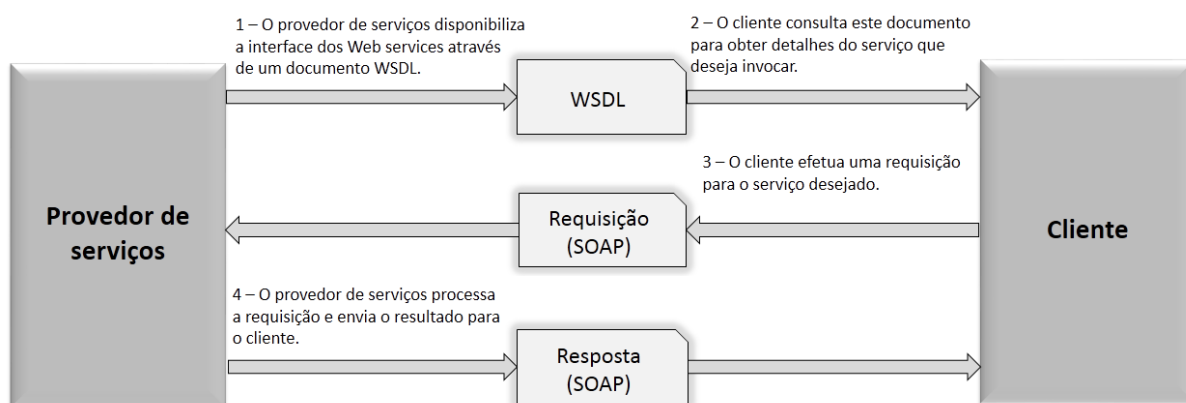 1 – O provedor de serviços disponibiliza
a interface dos Web services através
de um documento WSDL.
2 – O cliente consulta este documento
para obter detalhes do serviço que
deseja invocar.
WSDL
3 – O cliente efetua uma requisição
para o serviço desejado.
Provedor de
serviços
Requisição
(SOAP)
Cliente
4 – O provedor de serviços processa
a requisição e envia o resultado para
o cliente.
Resposta
(SOAP)